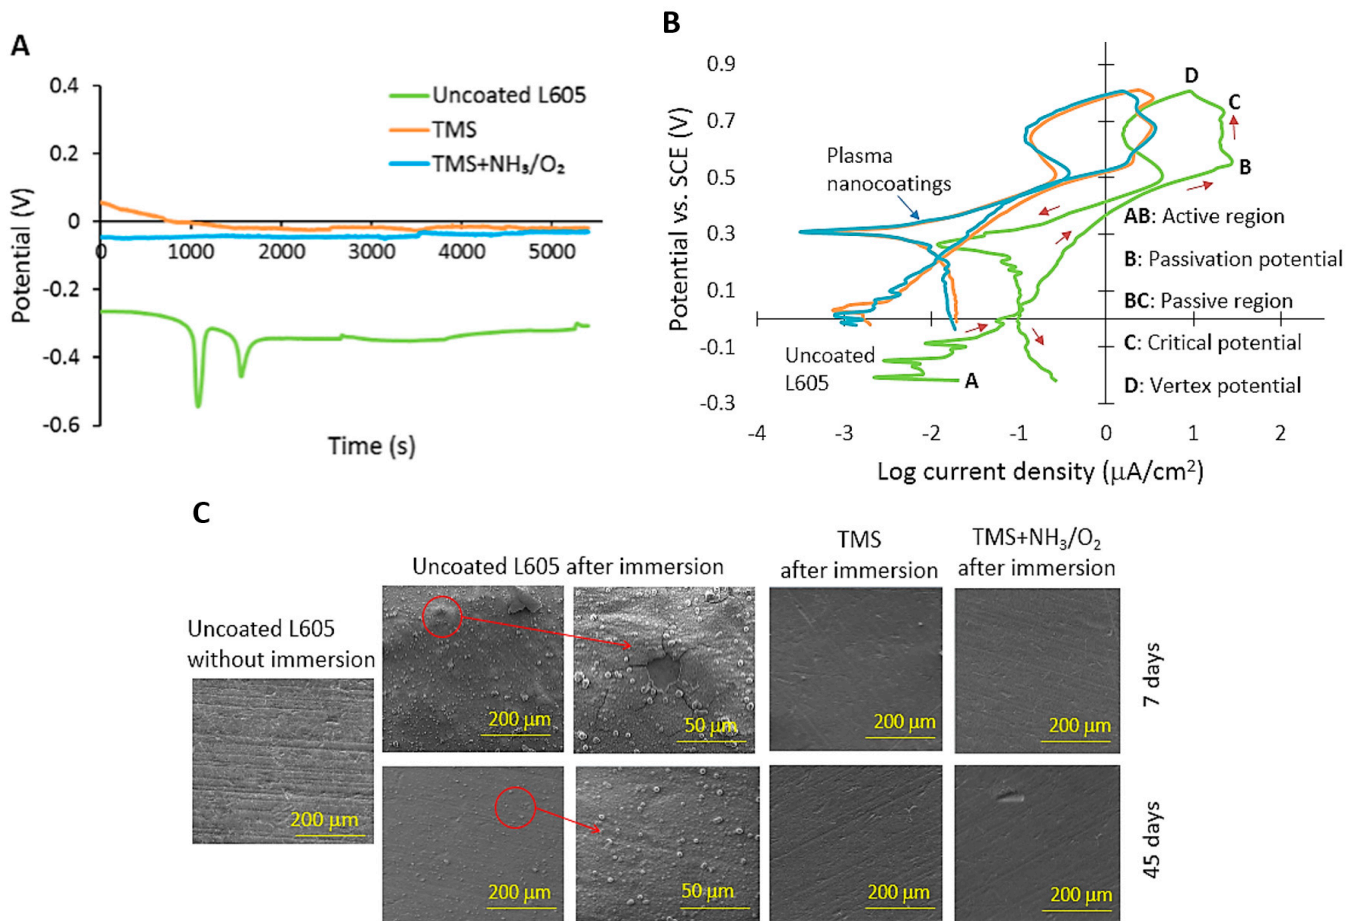 A
0.4
0.2
0
-0.2
-0.4
-0.6
Potential (V)
1000 2000 3000 4000 5000
Time (s)
Uncoated L605
TMS
TMS+NH₃/O₂
B
0.9
0.7
0.5
0.3
0.1
-0.1
-0.3
Potential vs. SCE (V)
-4 -3 -2 -1 0 1 2
Log current density (µA/cm²)
Plasma
nanocoatings
Uncoated
L605
A
B
C
D
AB: Active region
B: Passivation potential
BC: Passive region
C: Critical potential
D: Vertex potential
C
Uncoated L605
without immersion
200 µm
Uncoated L605 after immersion
TMS
after immersion
TMS+NH₃/O₂
after immersion
200 µm
50 µm
200 µm
200 µm
7 days
200 µm
50 µm
200 µm
200 µm
45 days